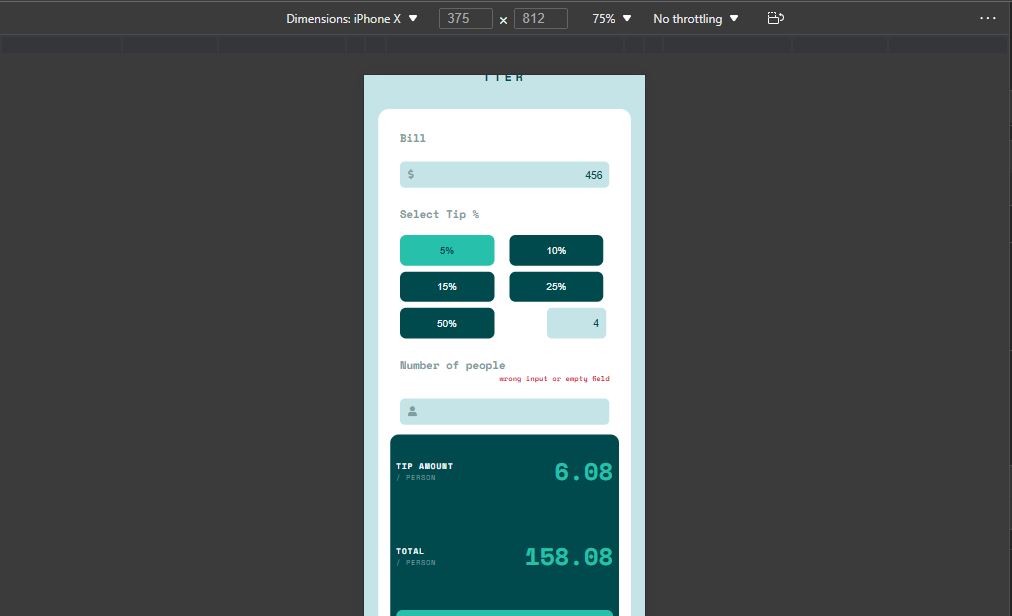 Dimensions: iPhone X 375 × 812 75% No throttling ...
TTER
Bill
$ 456
Select Tip %
5% 10%
15% 25%
50% 4
Number of people
wrong input or empty field
TIP AMOUNT
/ PERSON
6.08
TOTAL
/ PERSON
158.08